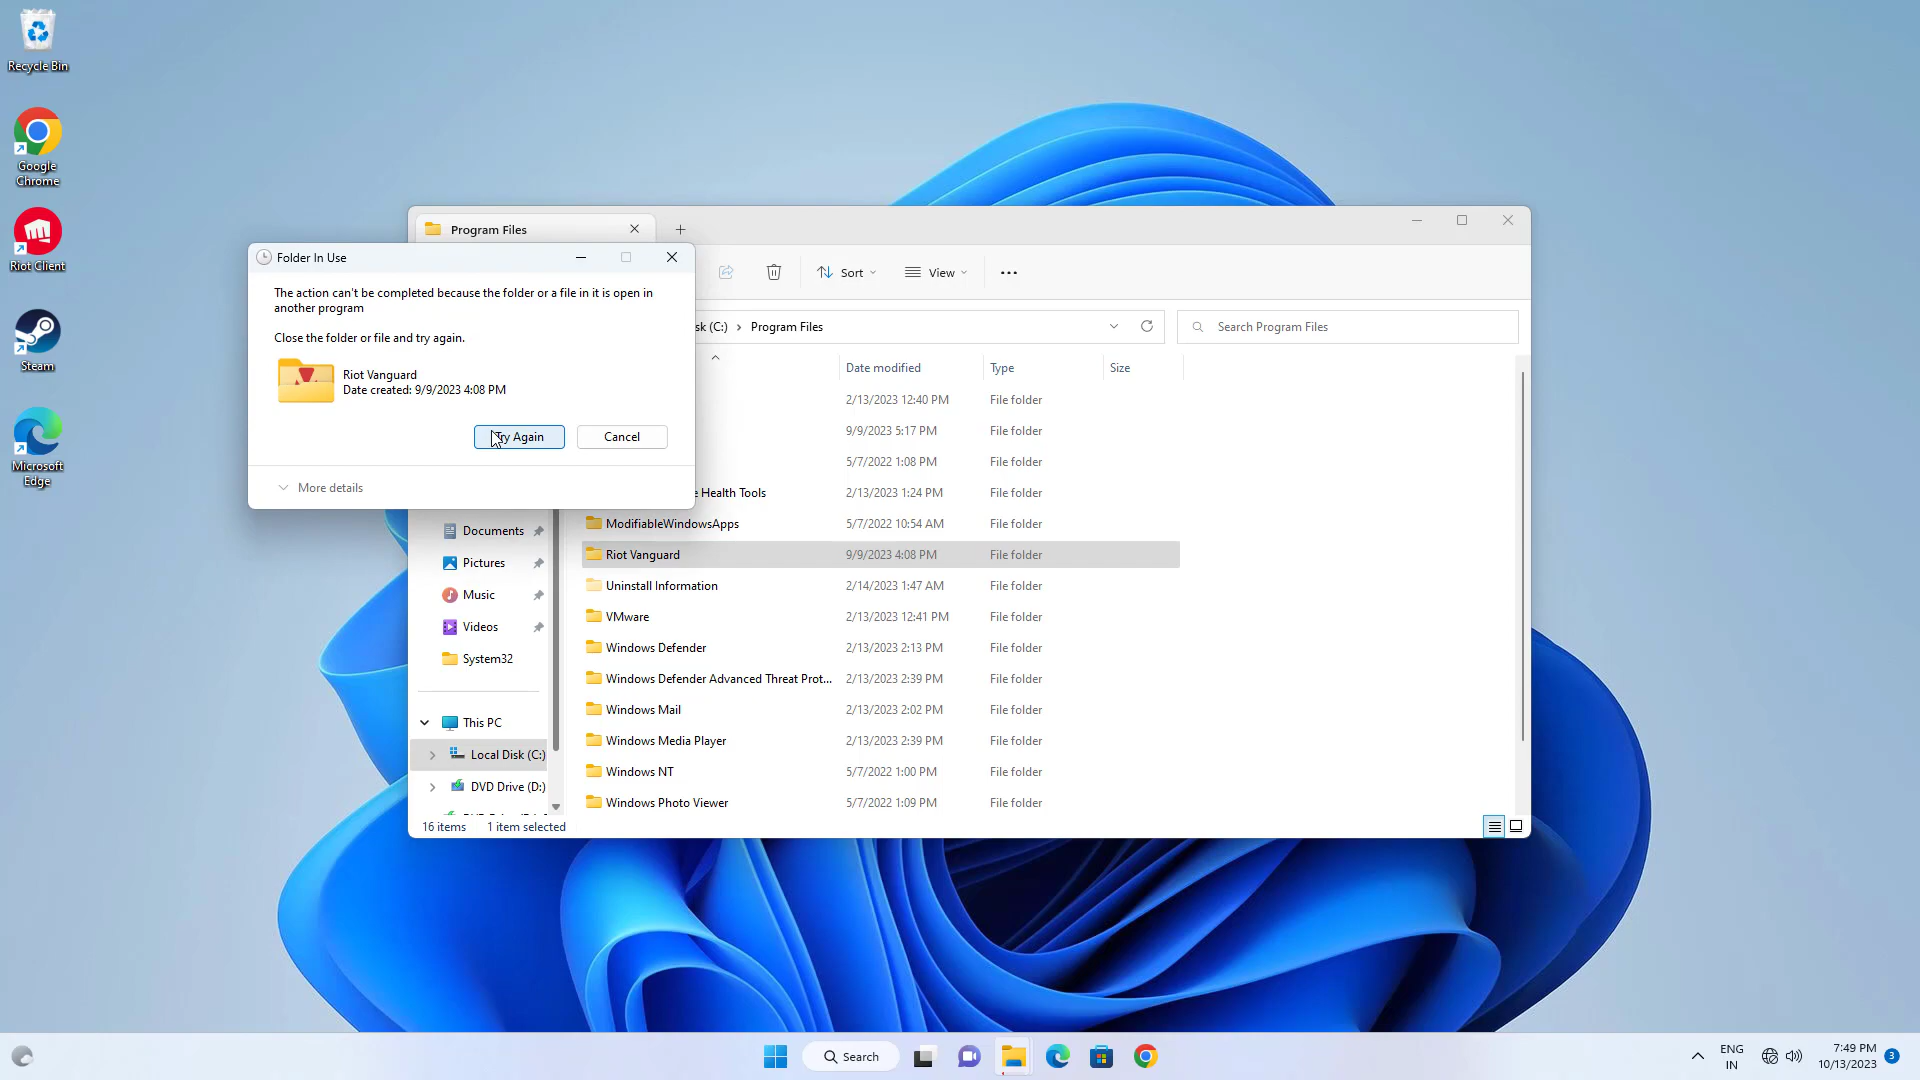 Recycle Bin
Google
Chrome
Riot Client
Steam
Microsoft
Edge
Program Files
Folder In Use
The action can't be completed because the folder or a file in it is open in
another program
Close the folder or file and try again.
Riot Vanguard
Date created: 9/9/2023 4:08 PM
Try Again
Cancel
More details
Sort
View
sk (C:) › Program Files
Search Program Files
Date modified
Type
Size
2/13/2023 12:40 PM File folder
9/9/2023 5:17 PM File folder
5/7/2022 1:08 PM File folder
e Health Tools 2/13/2023 1:24 PM File folder
ModifiableWindowsApps 5/7/2022 10:54 AM File folder
Riot Vanguard 9/9/2023 4:08 PM File folder
Uninstall Information 2/14/2023 1:47 AM File folder
VMware 2/13/2023 12:41 PM File folder
Windows Defender 2/13/2023 2:13 PM File folder
Windows Defender Advanced Threat Prot... 2/13/2023 2:39 PM File folder
Windows Mail 2/13/2023 2:02 PM File folder
Windows Media Player 2/13/2023 2:39 PM File folder
Windows NT 5/7/2022 1:00 PM File folder
Windows Photo Viewer 5/7/2022 1:09 PM File folder
Documents
Pictures
Music
Videos
System32
This PC
Local Disk (C:)
DVD Drive (D:)
16 items
1 item selected
Search
ENG
IN
7:49 PM
10/13/2023
3